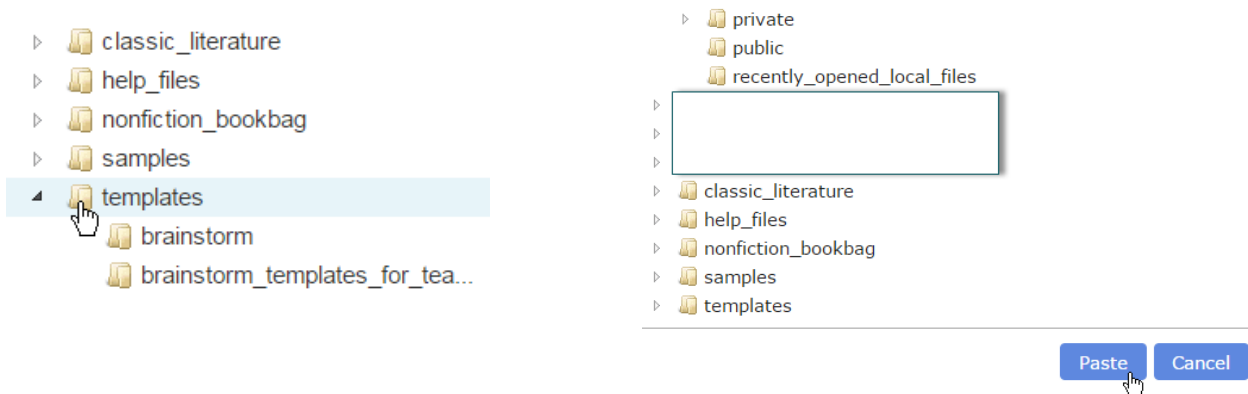 classic_literature
help_files
nonfiction_bookbag
samples
templates
brainstorm
brainstorm_templates_for_tea...
private
public
recently_opened_local_files
classic_literature
help_files
nonfiction_bookbag
samples
templates
Paste
Cancel